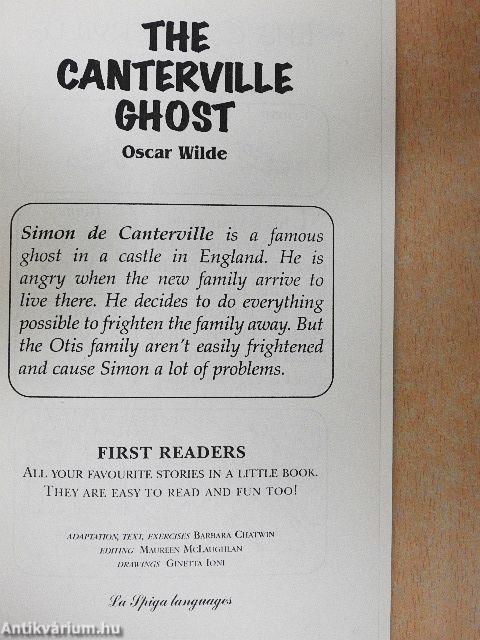 THE
CANTERVILLE
GHOST
Oscar Wilde
Simon de Canterville is a famous
ghost in a castle in England. He is
angry when the new family arrive to
live there. He decides to do everything
possible to frighten the family away. But
the Otis family aren't easily frightened
and cause Simon a lot of problems.
FIRST READERS
ALL YOUR FAVOURITE STORIES IN A LITTLE BOOK.
THEY ARE EASY TO READ AND FUN TOO!
ADAPTATION, TEXT, EXERCISES BARBARA CHATWIN
EDITING MAUREEN MCLAUGHLAN
DRAWINGS GINETTA IONI
La Spiga languages
Antikvárium.hu